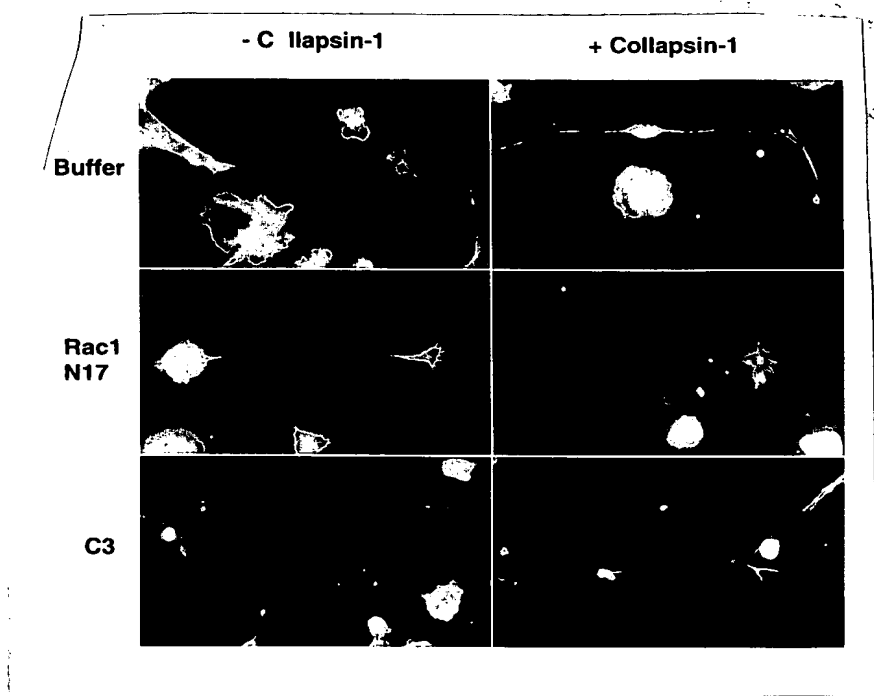 - C llapsin-1
+ Collapsin-1
Buffer
Rac1
N17
C3